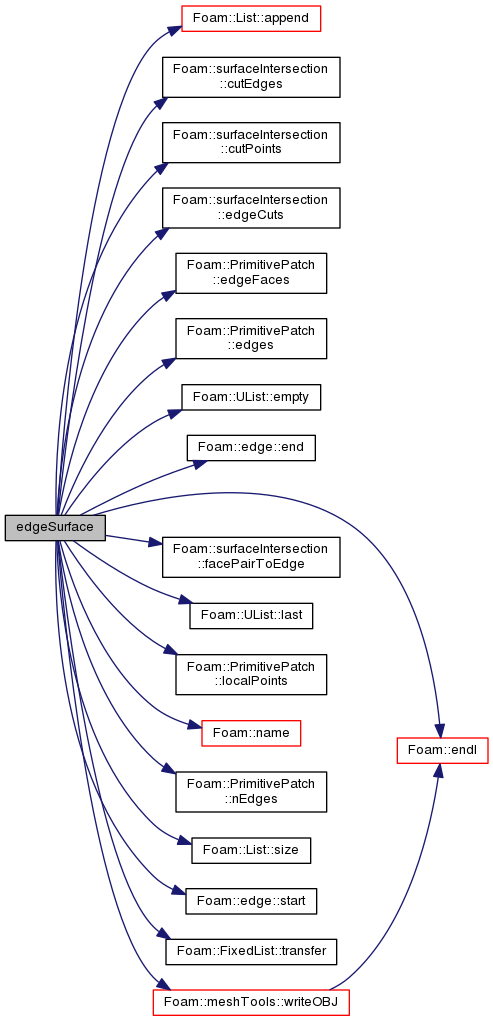 Foam::List::append
Foam::surfaceIntersection
::cutEdges
Foam::surfaceIntersection
::cutPoints
Foam::surfaceIntersection
::edgeCuts
Foam::PrimitivePatch
::edgeFaces
Foam::PrimitivePatch
::edges
Foam::UList::empty
Foam::edge::end
edgeSurface
Foam::surfaceIntersection
::facePairToEdge
Foam::UList::last
Foam::PrimitivePatch
::localPoints
Foam::name
Foam::endl
Foam::PrimitivePatch
::nEdges
Foam::List::size
Foam::edge::start
Foam::FixedList::transfer
Foam::meshTools::writeOBJ